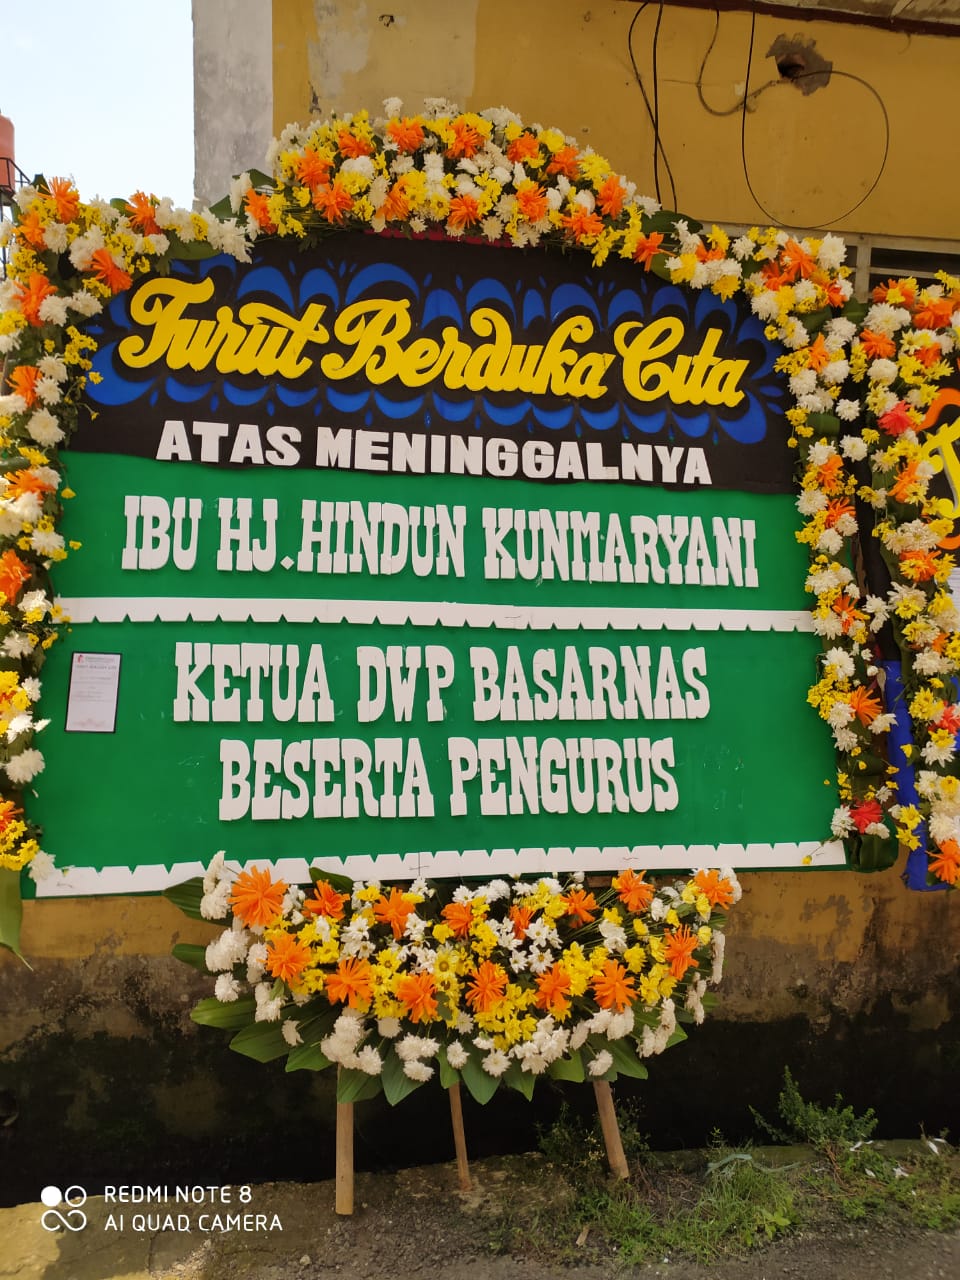 Turut Berduka Cita
ATAS MENINGGALNYA
IBU HJ.HINDUN KUNMARYANI
KETUA DWP BASARNAS
BESERTA PENGURUS
REDMI NOTE 8
AI QUAD CAMERA